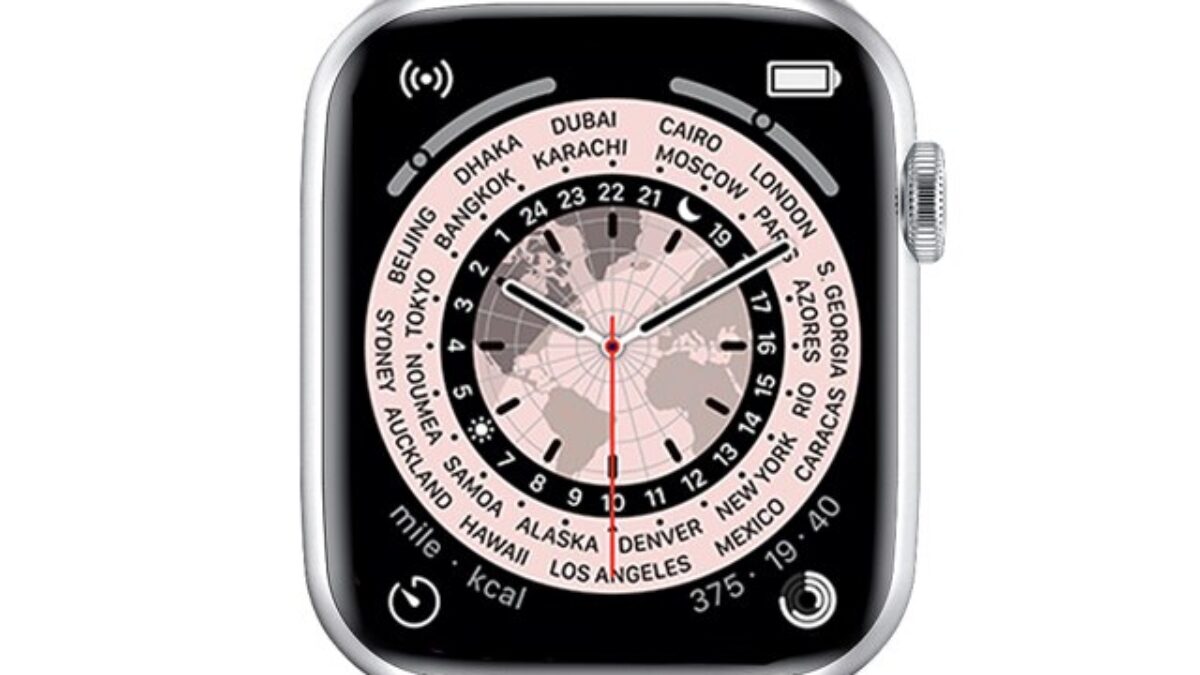 DUBAI
CAIRO
LONDON
S. GEORGIA
CARACAS
MEXICO
LOS ANGELES
HAWAII
AUCKLAND
SYDNEY
BEIJING
DHAKA
KARACHI
MOSCOW
PARIS
AZORES
RIO
NEW YORK
DENVER
ALASKA
SAMOA
NOUMEA
TOKYO
BANGKOK
22
21
19
17
16
15
14
13
12
11
10
9
8
7
5
4
3
2
1
24
23
mile · kcal
375 · 19 · 40